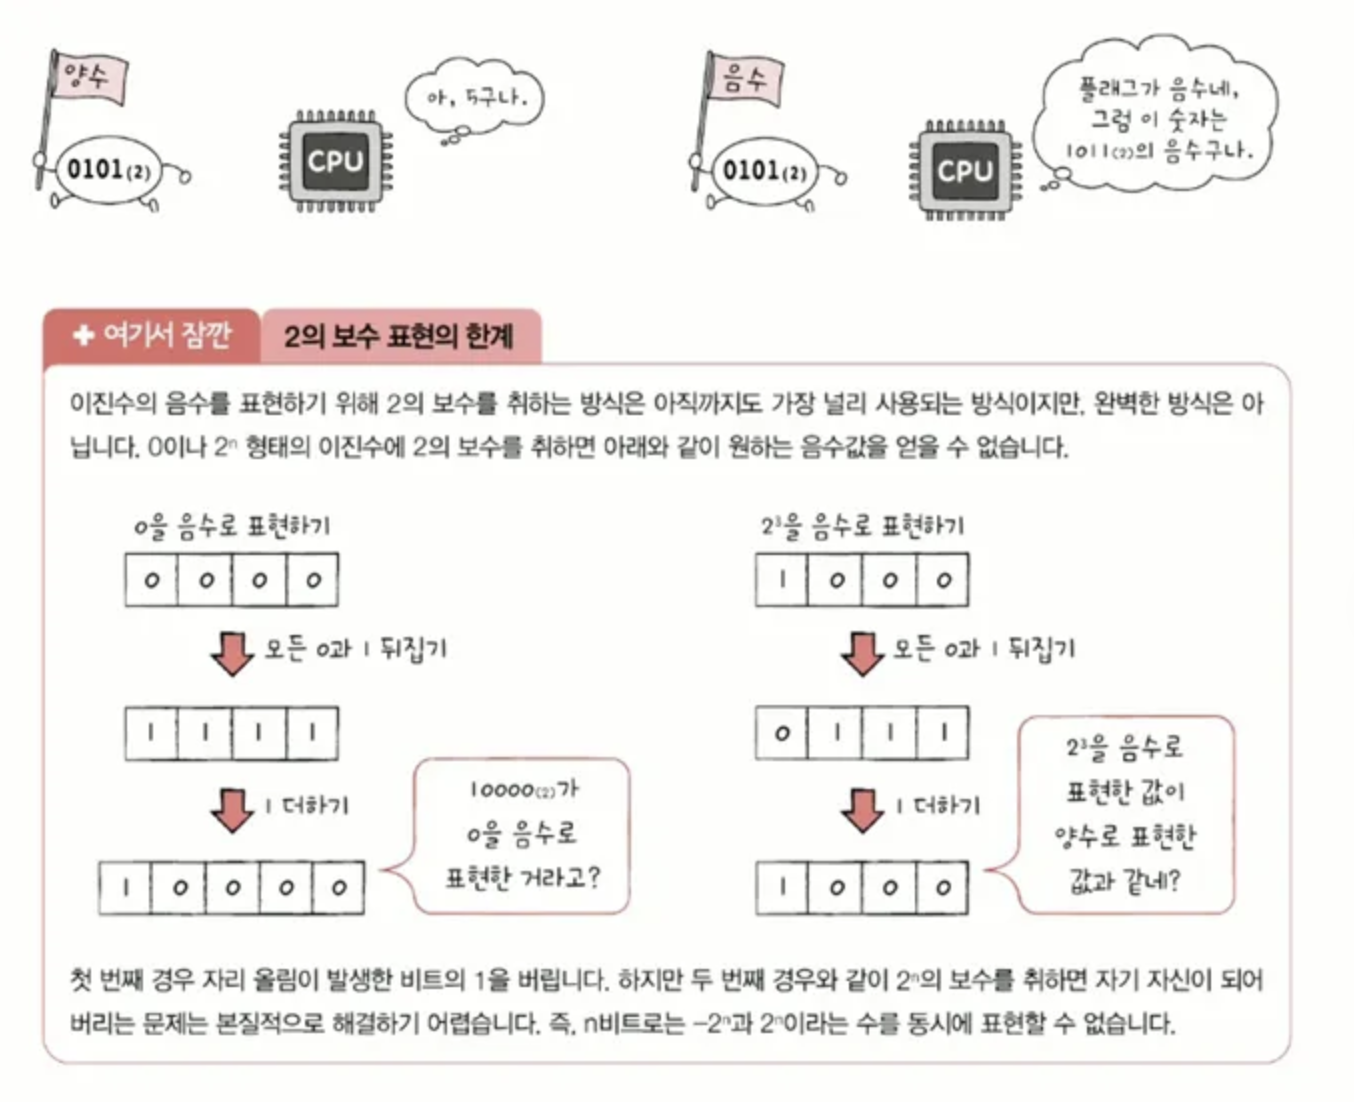 양수
0101(2)
CPU
아, 5구나.
음수
0101(2)
CPU
플래그가 음수네,
그럼 이 숫자는
1011(2)의 음수구나.
+ 여기서 잠깐
2의 보수 표현의 한계
이진수의 음수를 표현하기 위해 2의 보수를 취하는 방식은 아직까지도 가장 널리 사용되는 방식이지만, 완벽한 방식은 아
닙니다. 0이나 2ⁿ 형태의 이진수에 2의 보수를 취하면 아래와 같이 원하는 음수값을 얻을 수 없습니다.
0을 음수로 표현하기
0 0 0 0
모든 0과 1 뒤집기
1 1 1 1
1 더하기
1 0 0 0 0
10000(2)가
0을 음수로
표현한 거라고?
2³을 음수로 표현하기
1 0 0 0
모든 0과 1 뒤집기
0 1 1 1
1 더하기
1 0 0 0
2³을 음수로
표현한 값이
양수로 표현한
값과 같네?
첫 번째 경우 자리 올림이 발생한 비트의 1을 버립니다. 하지만 두 번째 경우와 같이 2ⁿ의 보수를 취하면 자기 자신이 되어
버리는 문제는 본질적으로 해결하기 어렵습니다. 즉, n비트로는 -2ⁿ과 2ⁿ이라는 수를 동시에 표현할 수 없습니다.